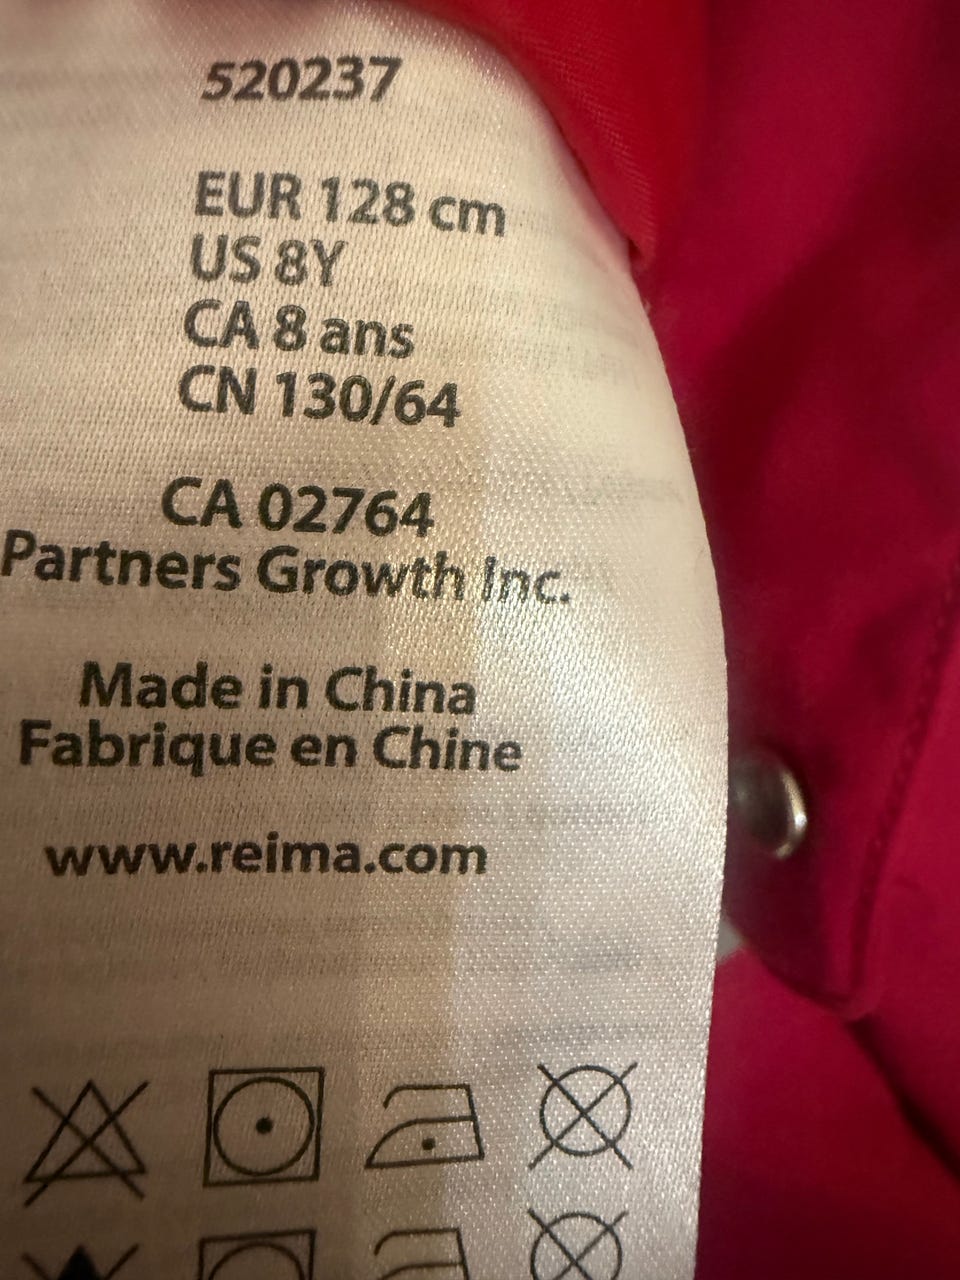 520237
EUR 128 cm
US 8Y
CA 8 ans
CN 130/64
CA 02764
Partners Growth Inc.
Made in China
Fabrique en Chine
www.reima.com